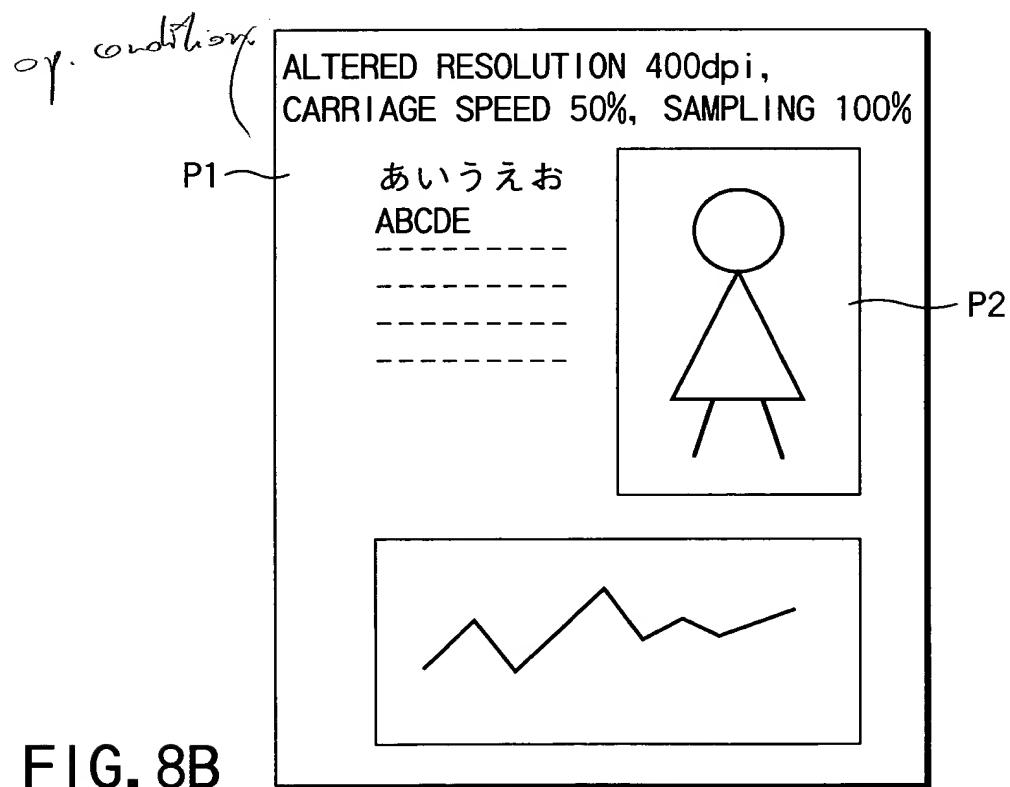 op. condition
ALTERED RESOLUTION 400dpi,
CARRIAGE SPEED 50%, SAMPLING 100%
P1
あいうえお
ABCDE
P2
FIG. 8B